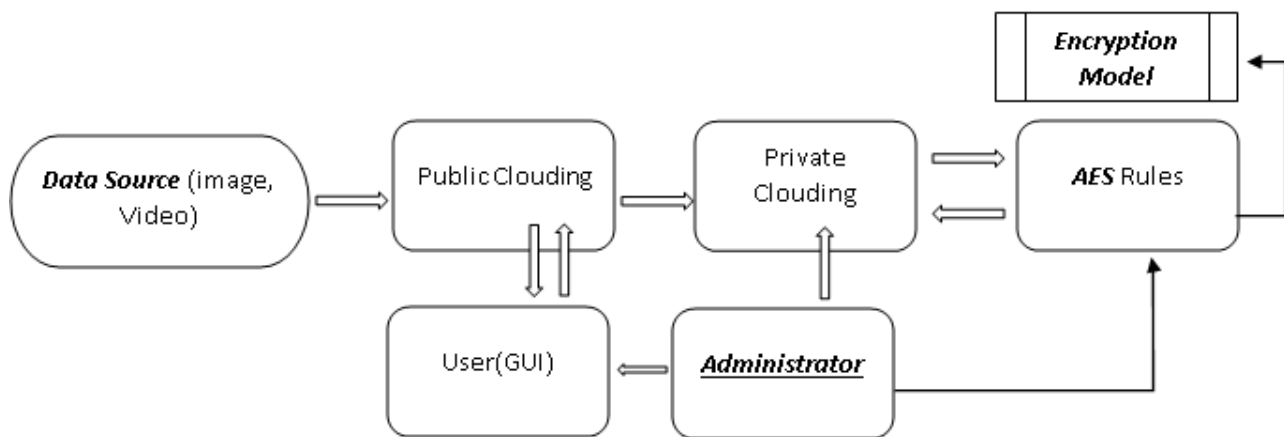 Encryption
Model
Data Source (image,
Video)
Public Clouding
Private
Clouding
AES Rules
User(GUI)
Administrator